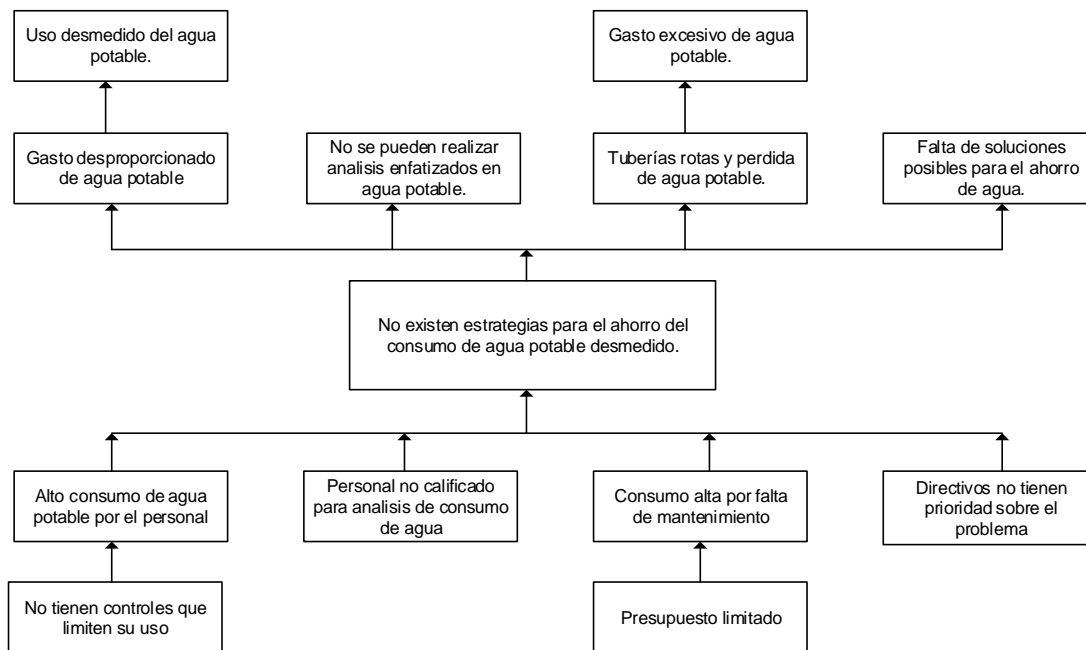 Uso desmedido del agua
potable.
Gasto excesivo de agua
potable.
Gasto desproporcionado
de agua potable
No se pueden realizar
analisis enfatizados en
agua potable.
Tuberías rotas y perdida
de agua potable.
Falta de soluciones
posibles para el ahorro
de agua.
No existen estrategias para el ahorro del
consumo de agua potable desmedido.
Alto consumo de agua
potable por el personal
Personal no calificado
para analisis de consumo
de agua
Consumo alta por falta
de mantenimiento
Directivos no tienen
prioridad sobre el
problema
No tienen controles que
limiten su uso
Presupuesto limitado